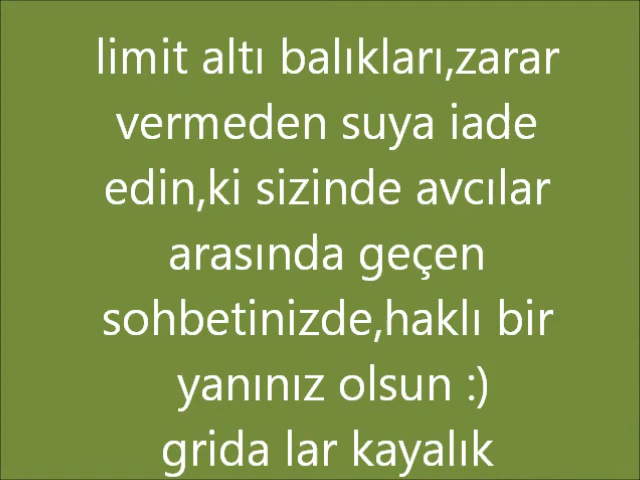 limit altı balıkları,zarar
vermeden suya iade
edin,ki sizinde avcılar
arasında geçen
sohbetinizde,haklı bir
yanınız olsun :)
grida lar kayalık